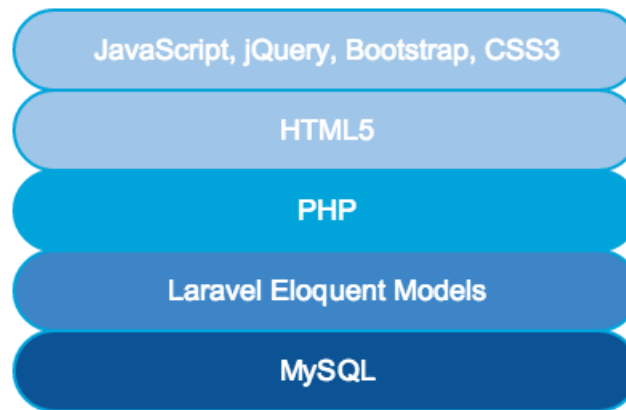 JavaScript, jQuery, Bootstrap, CSS3
HTML5
PHP
Laravel Eloquent Models
MySQL